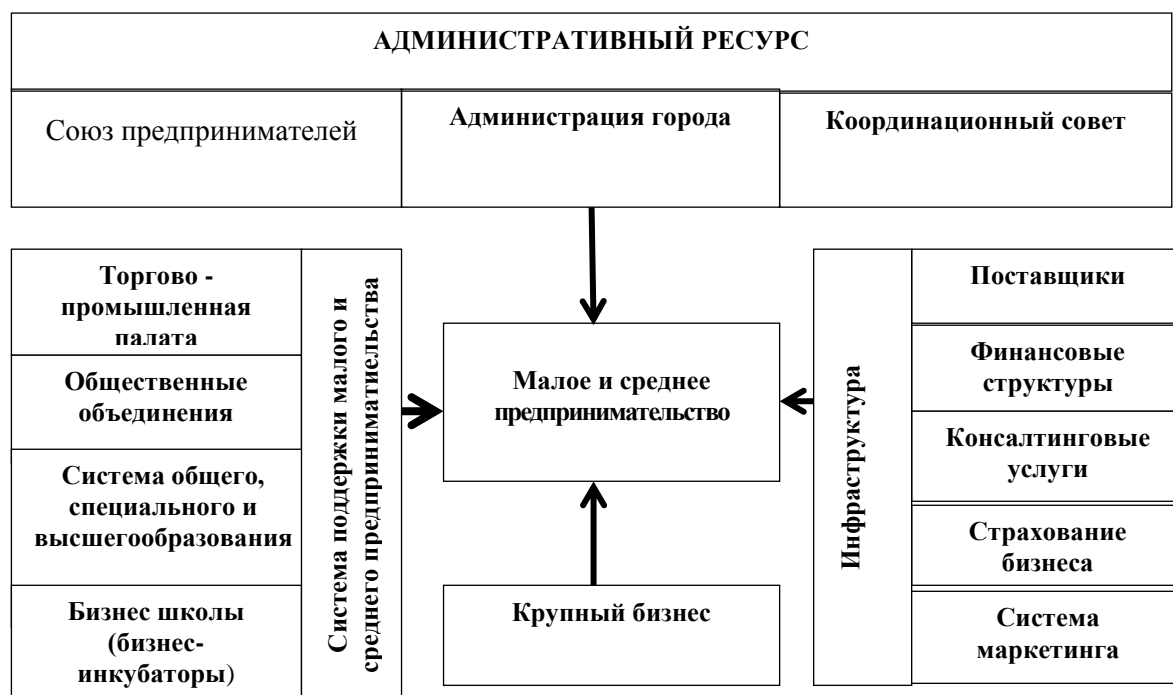 АДМИНИСТРАТИВНЫЙ РЕСУРС
Союз предпринимателей
Администрация города
Координационный совет
Торгово -
промышленная
палата
Общественные
объединения
Система общего,
специального и
высшегообразования
Бизнес школы
(бизнес-
инкубаторы)
Система поддержки малого и
среднего предприниматиельства
Малое и среднее
предпринимательство
Крупный бизнес
Инфраструктура
Поставщики
Финансовые
структуры
Консалтинговые
услуги
Страхование
бизнеса
Система
маркетинга